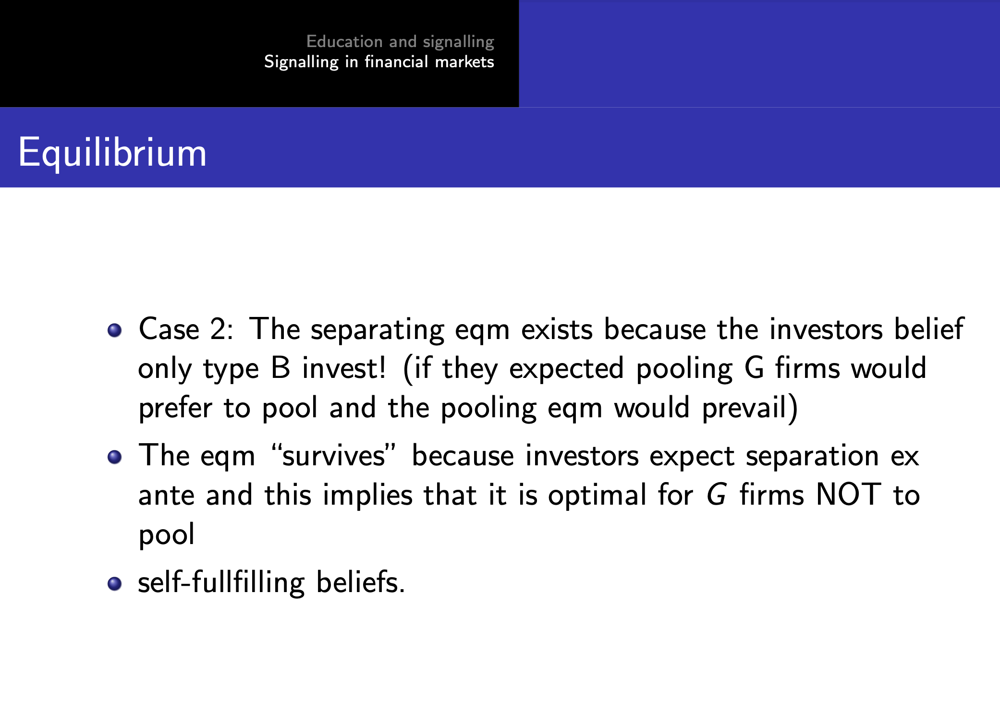 Education and signalling
Signalling in financial markets
Equilibrium
Case 2: The separating eqm exists because the investors belief
only type B invest! (if they expected pooling G firms would
prefer to pool and the pooling eqm would prevail)
The eqm “survives” because investors expect separation ex
ante and this implies that it is optimal for G firms NOT to
pool
self-fullfilling beliefs.